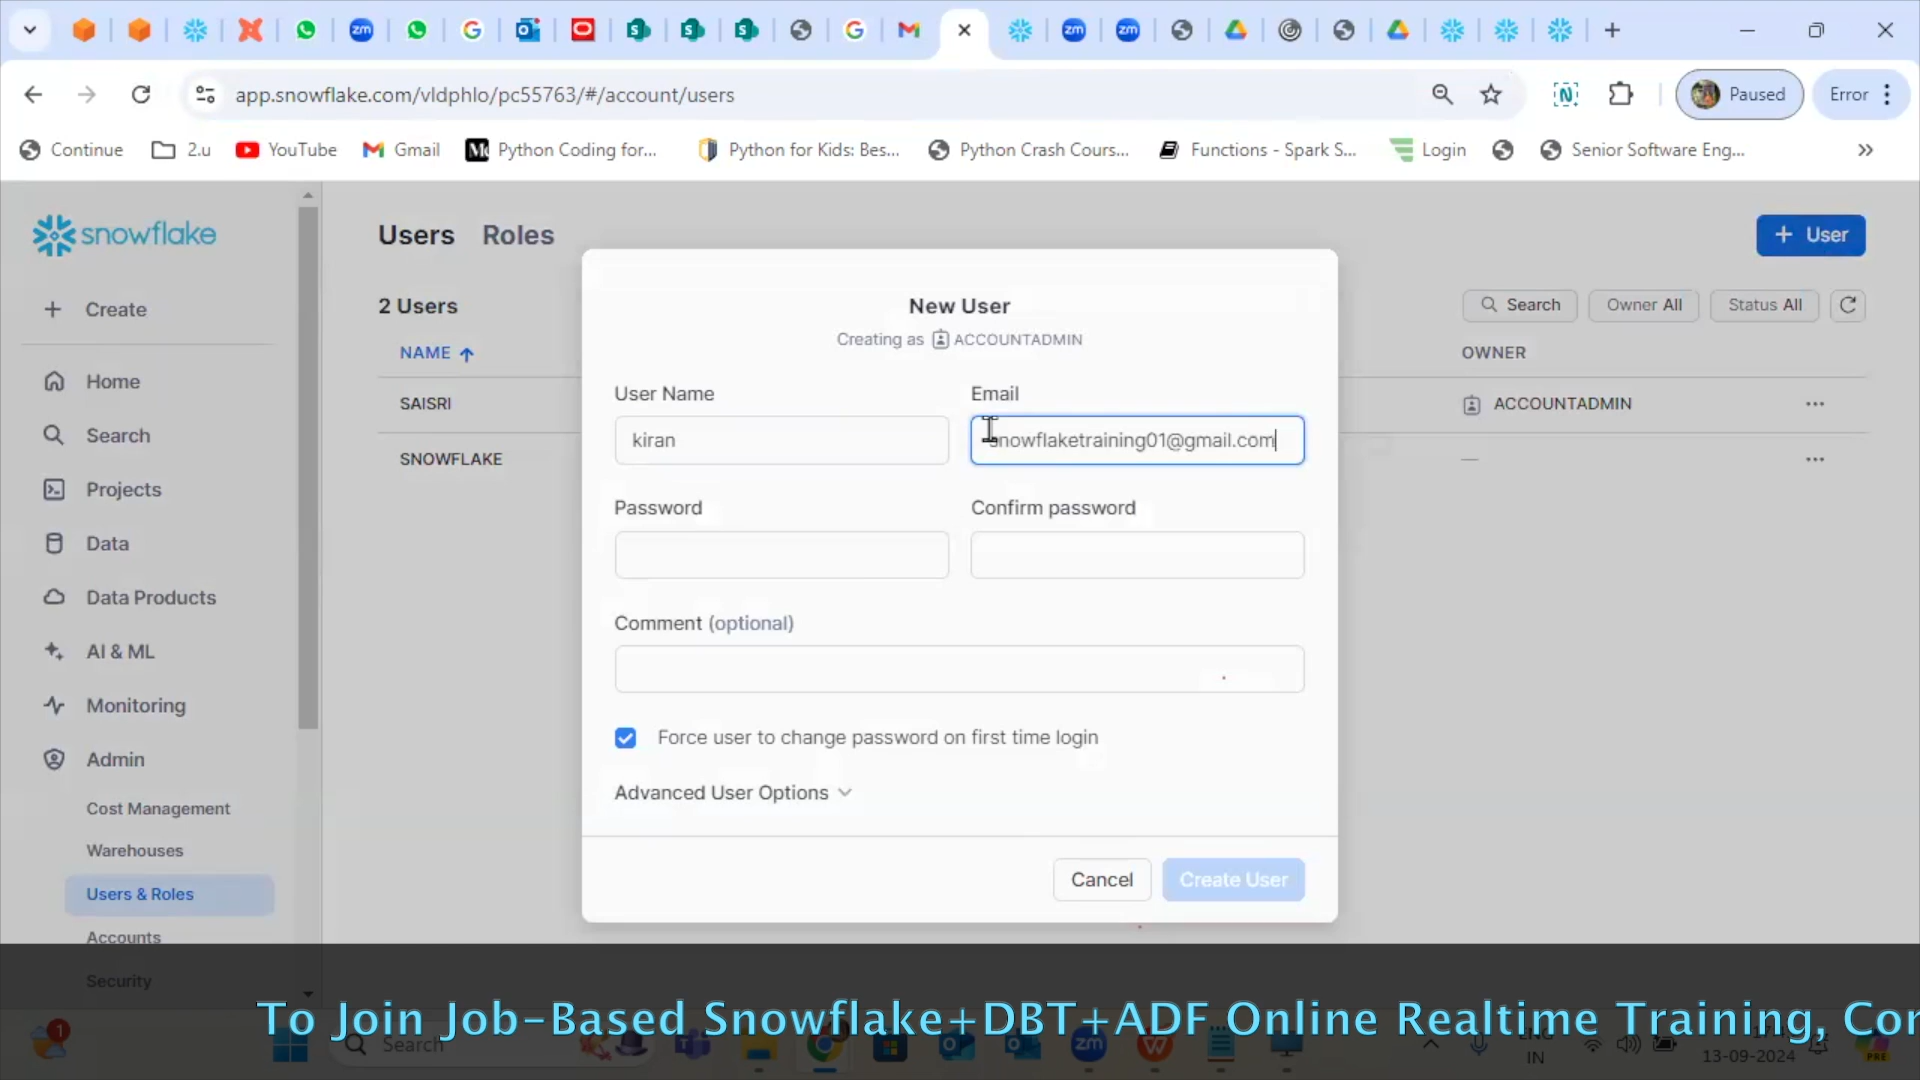 app.snowflake.com/vldphlo/pc55763/#/account/users
Paused
Error
Continue
2.u
YouTube
Gmail
Python Coding for...
Python for Kids: Bes...
Python Crash Cours...
Functions - Spark S...
Login
Senior Software Eng...
snowflake
Users Roles
+ User
Create
2 Users
Search
Owner All
Status All
New User
Creating as ACCOUNTADMIN
NAME
OWNER
Home
User Name
Email
SAISRI
ACCOUNTADMIN
Search
kiran
snowflaketraining01@gmail.com
SNOWFLAKE
Projects
Password
Confirm password
Data
Data Products
Comment (optional)
AI & ML
Monitoring
Force user to change password on first time login
Admin
Advanced User Options
Cost Management
Warehouses
Cancel
Create User
Users & Roles
Accounts
Security
To Join Job-Based Snowflake+DBT+ADF Online Realtime Training, Cor
Search
ENG
IN
13-09-2024